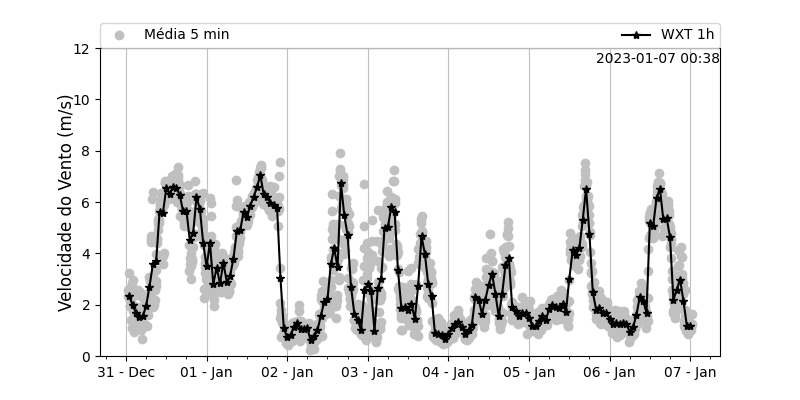 Média 5 min
WXT 1h
2023-01-07 00:38
Velocidade do Vento (m/s)
12
10
8
6
4
2
0
31 - Dec
01 - Jan
02 - Jan
03 - Jan
04 - Jan
05 - Jan
06 - Jan
07 - Jan